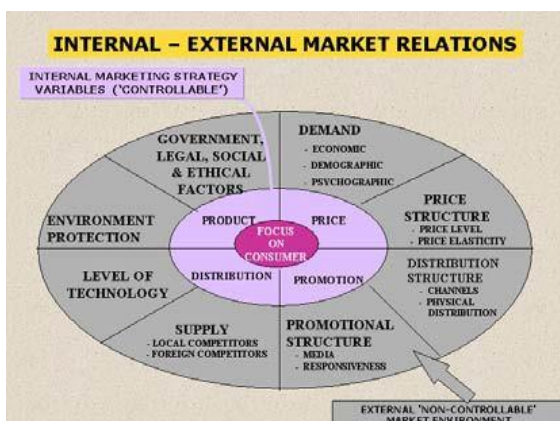 INTERNAL – EXTERNAL MARKET RELATIONS
INTERNAL MARKETING STRATEGY
VARIABLES ('CONTROLLABLE')
GOVERNMENT,
LEGAL, SOCIAL
& ETHICAL
FACTORS
DEMAND
- ECONOMIC
- DEMOGRAPHIC
- PSYCHOGRAPHIC
ENVIRONMENT
PROTECTION
PRODUCT
PRICE
PRICE
STRUCTURE
- PRICE LEVEL
- PRICE ELASTICITY
FOCUS
ON
CONSUMER
LEVEL OF
TECHNOLOGY
DISTRIBUTION
PROMOTION
DISTRIBUTION
STRUCTURE
- CHANNELS
- PHYSICAL
DISTRIBUTION
SUPPLY
- LOCAL COMPETITORS
- FOREIGN COMPETITORS
PROMOTIONAL
STRUCTURE
- MEDIA
- RESPONSIVENESS
EXTERNAL 'NON-CONTROLLABLE'
MARKET ENVIRONMENT